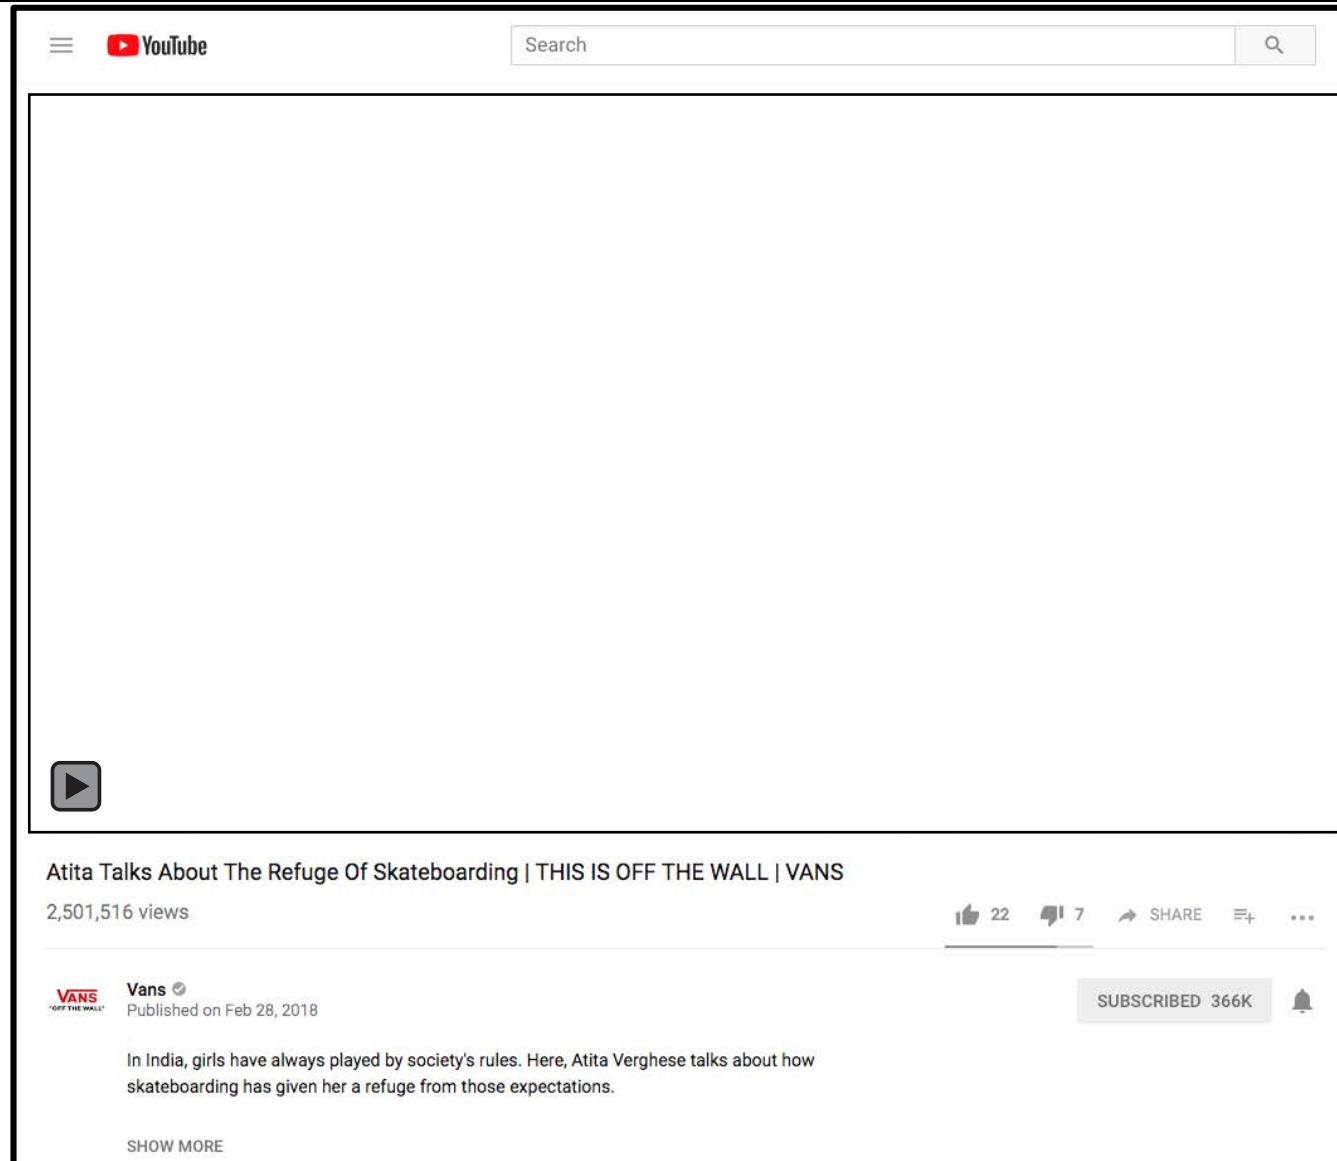 YouTube
Search
Atita Talks About The Refuge Of Skateboarding | THIS IS OFF THE WALL | VANS
2,501,516 views
22
7
SHARE
VANS
"OFF THE WALL"
Vans
Published on Feb 28, 2018
SUBSCRIBED 366K
In India, girls have always played by society's rules. Here, Atita Verghese talks about how
skateboarding has given her a refuge from those expectations.
SHOW MORE